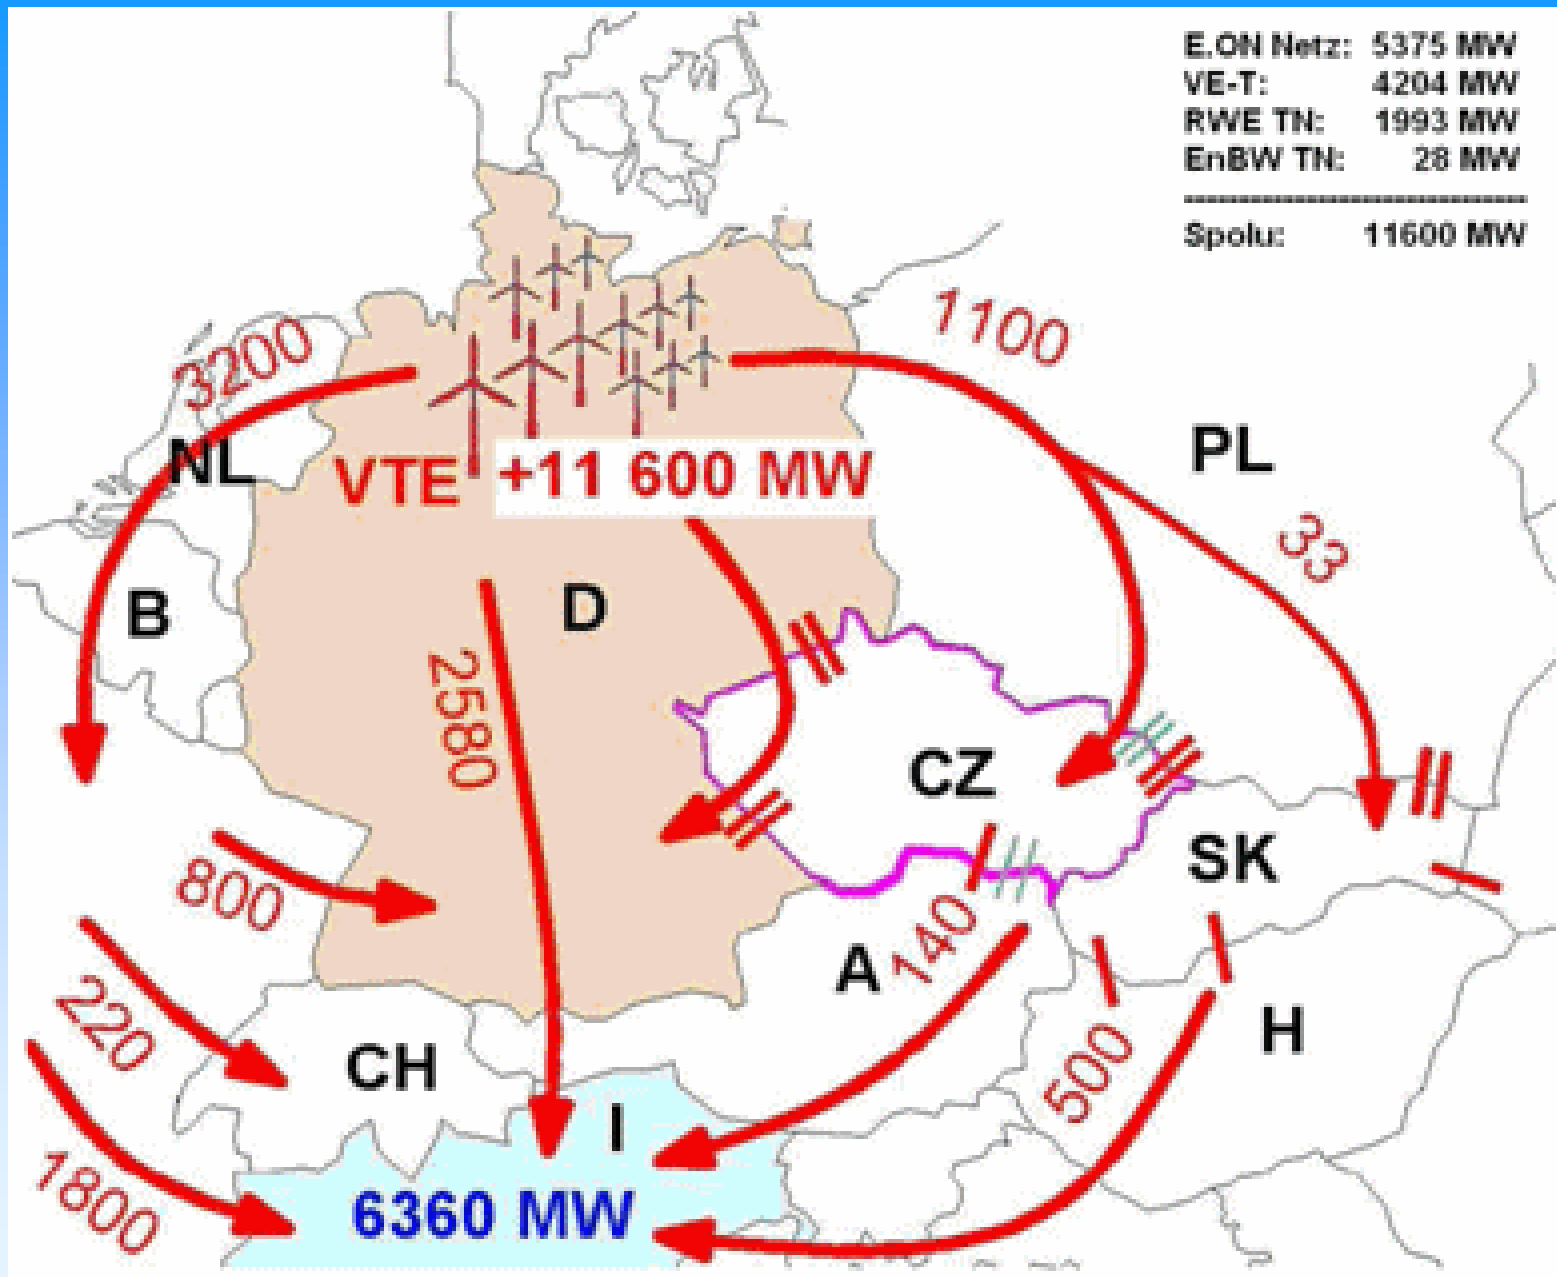 E.ON Netz: 5375 MW
VE-T: 4204 MW
RWE TN: 1993 MW
EnBW TN: 28 MW
Spolu: 11600 MW
3200
1100
NL
PL
VTE +11 600 MW
33
B
D
2580
CZ
SK
800
140
A
220
CH
500
H
I
1800
6360 MW